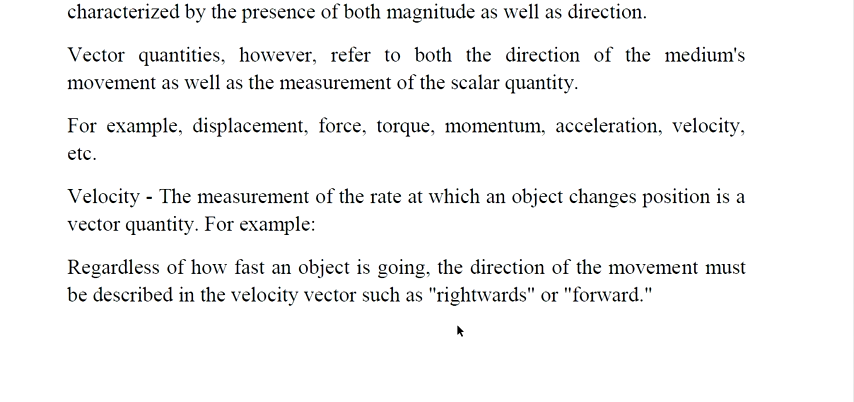 characterized by the presence of both magnitude as well as direction.
Vector quantities, however, refer to both the direction of the medium's
movement as well as the measurement of the scalar quantity.
For example, displacement, force, torque, momentum, acceleration, velocity,
etc.
Velocity - The measurement of the rate at which an object changes position is a
vector quantity. For example:
Regardless of how fast an object is going, the direction of the movement must
be described in the velocity vector such as "rightwards" or "forward."